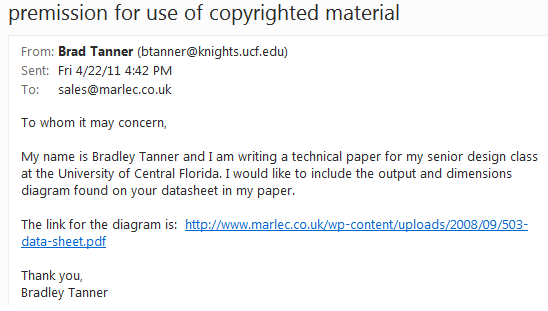 premission for use of copyrighted material
From: Brad Tanner (btanner@knights.ucf.edu)
Sent: Fri 4/22/11 4:42 PM
To: sales@marlec.co.uk
To whom it may concern,
My name is Bradley Tanner and I am writing a technical paper for my senior design class
at the University of Central Florida. I would like to include the output and dimensions
diagram found on your datasheet in my paper.
The link for the diagram is: http://www.marlec.co.uk/wp-content/uploads/2008/09/503-
data-sheet.pdf
Thank you,
Bradley Tanner